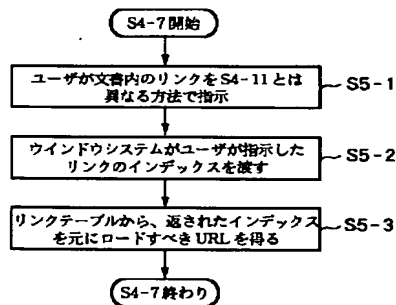 S4-7開始
ユーザが文書内のリンクをS4-11とは
異なる方法で指示
S5-1
ウインドウシステムがユーザが指示した
リンクのインデックスを渡す
S5-2
リンクテーブルから、返されたインデックス
を元にロードすべきURLを得る
S5-3
S4-7終わり